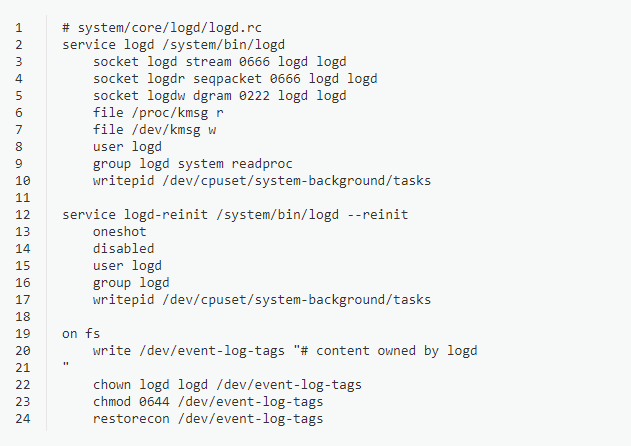 1 # system/core/logd/logd.rc
2 service logd /system/bin/logd
3     socket logd stream 0666 logd logd
4     socket logdr seqpacket 0666 logd logd
5     socket logdw dgram 0222 logd logd
6     file /proc/kmsg r
7     file /dev/kmsg w
8     user logd
9     group logd system readproc
10     writepid /dev/cpuset/system-background/tasks
11
12 service logd-reinit /system/bin/logd --reinit
13     oneshot
14     disabled
15     user logd
16     group logd
17     writepid /dev/cpuset/system-background/tasks
18
19 on fs
20     write /dev/event-log-tags "# content owned by logd
21 "
22     chown logd logd /dev/event-log-tags
23     chmod 0644 /dev/event-log-tags
24     restorecon /dev/event-log-tags